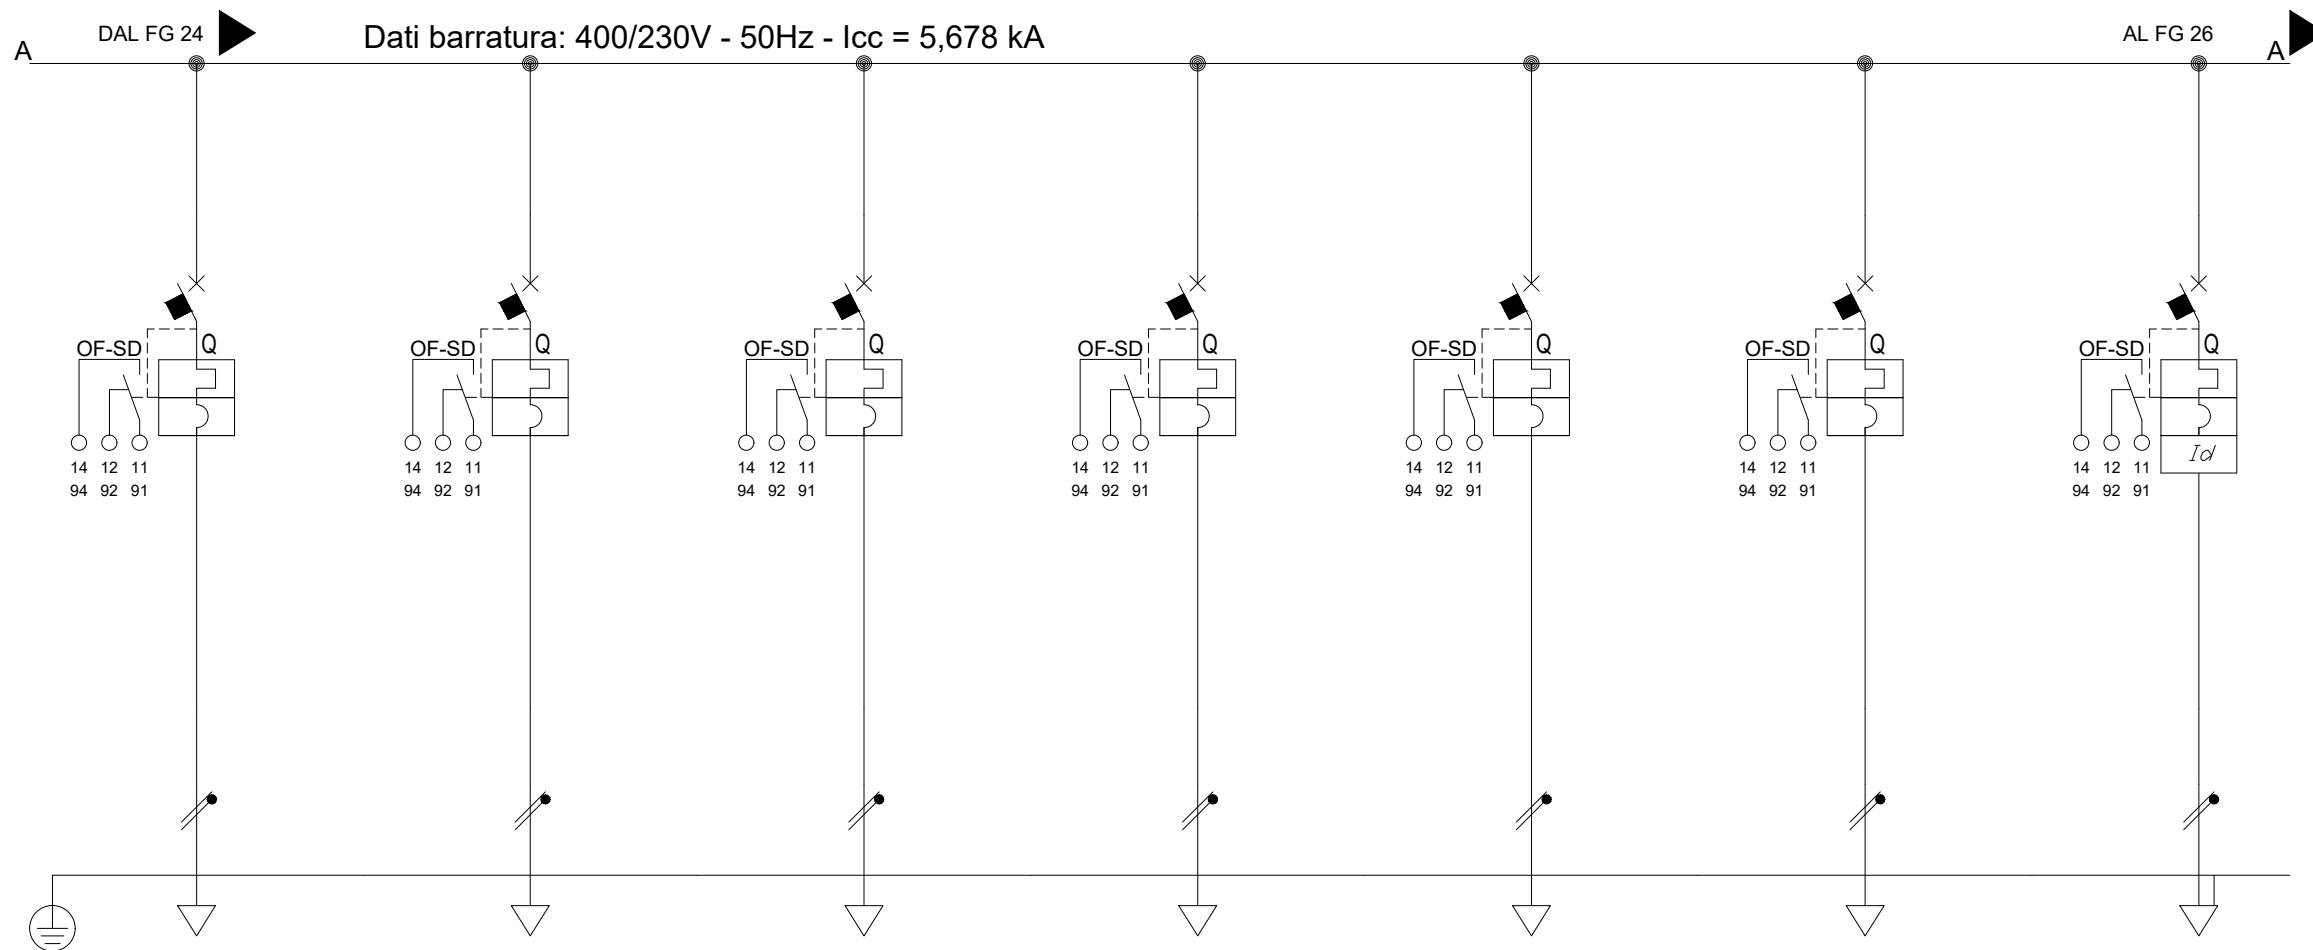 DAL FG 24
Dati barratura: 400/230V - 50Hz - Icc = 5,678 kA
AL FG 26
A
A
OF-SD Q
14 12 11
94 92 91
OF-SD Q
14 12 11
94 92 91
OF-SD Q
14 12 11
94 92 91
OF-SD Q
14 12 11
94 92 91
OF-SD Q
14 12 11
94 92 91
OF-SD Q
14 12 11
94 92 91
OF-SD Q
Id
14 12 11
94 92 91